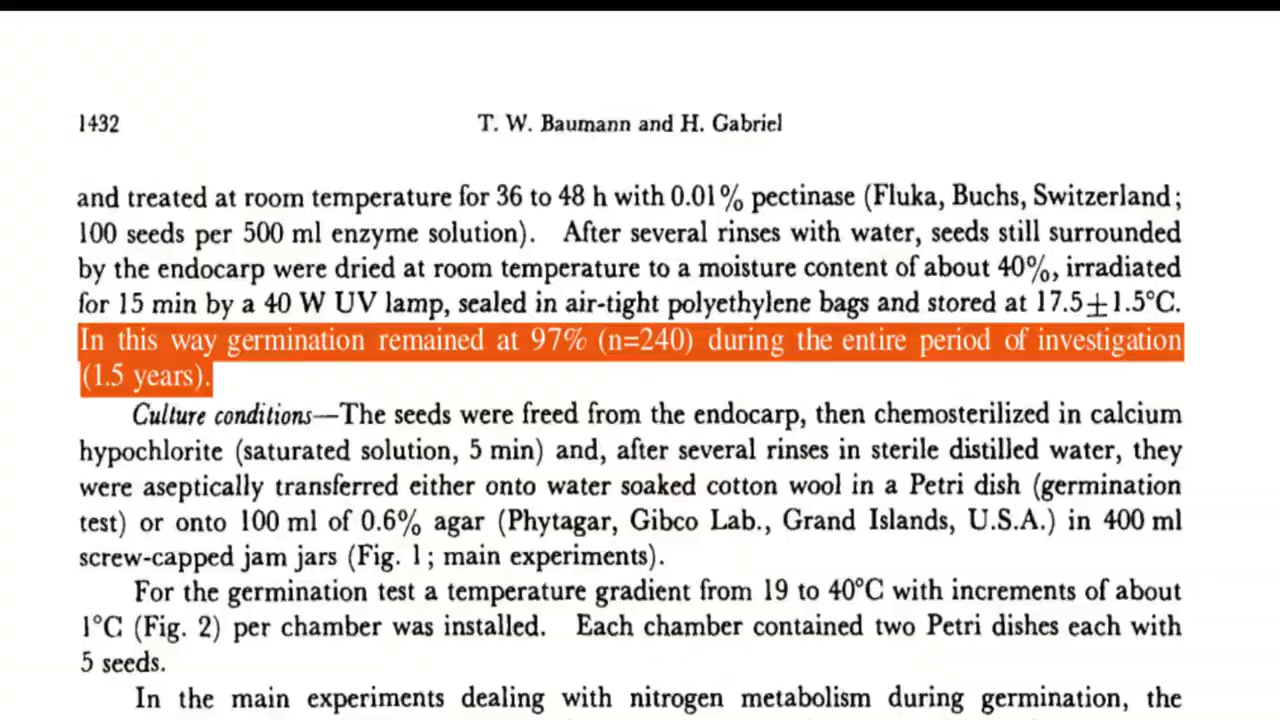 1432
T. W. Baumann and H. Gabriel
and treated at room temperature for 36 to 48 h with 0.01% pectinase (Fluka, Buchs, Switzerland;
100 seeds per 500 ml enzyme solution). After several rinses with water, seeds still surrounded
by the endocarp were dried at room temperature to a moisture content of about 40%, irradiated
for 15 min by a 40 W UV lamp, sealed in air-tight polyethylene bags and stored at 17.5±1.5°C.
In this way germination remained at 97% (n=240) during the entire period of investigation
(1.5 years).
Culture conditions—The seeds were freed from the endocarp, then chemosterilized in calcium
hypochlorite (saturated solution, 5 min) and, after several rinses in sterile distilled water, they
were aseptically transferred either onto water soaked cotton wool in a Petri dish (germination
test) or onto 100 ml of 0.6% agar (Phytagar, Gibco Lab., Grand Islands, U.S.A.) in 400 ml
screw-capped jam jars (Fig. 1; main experiments).
For the germination test a temperature gradient from 19 to 40°C with increments of about
1°C (Fig. 2) per chamber was installed. Each chamber contained two Petri dishes each with
5 seeds.
In the main experiments dealing with nitrogen metabolism during germination, the